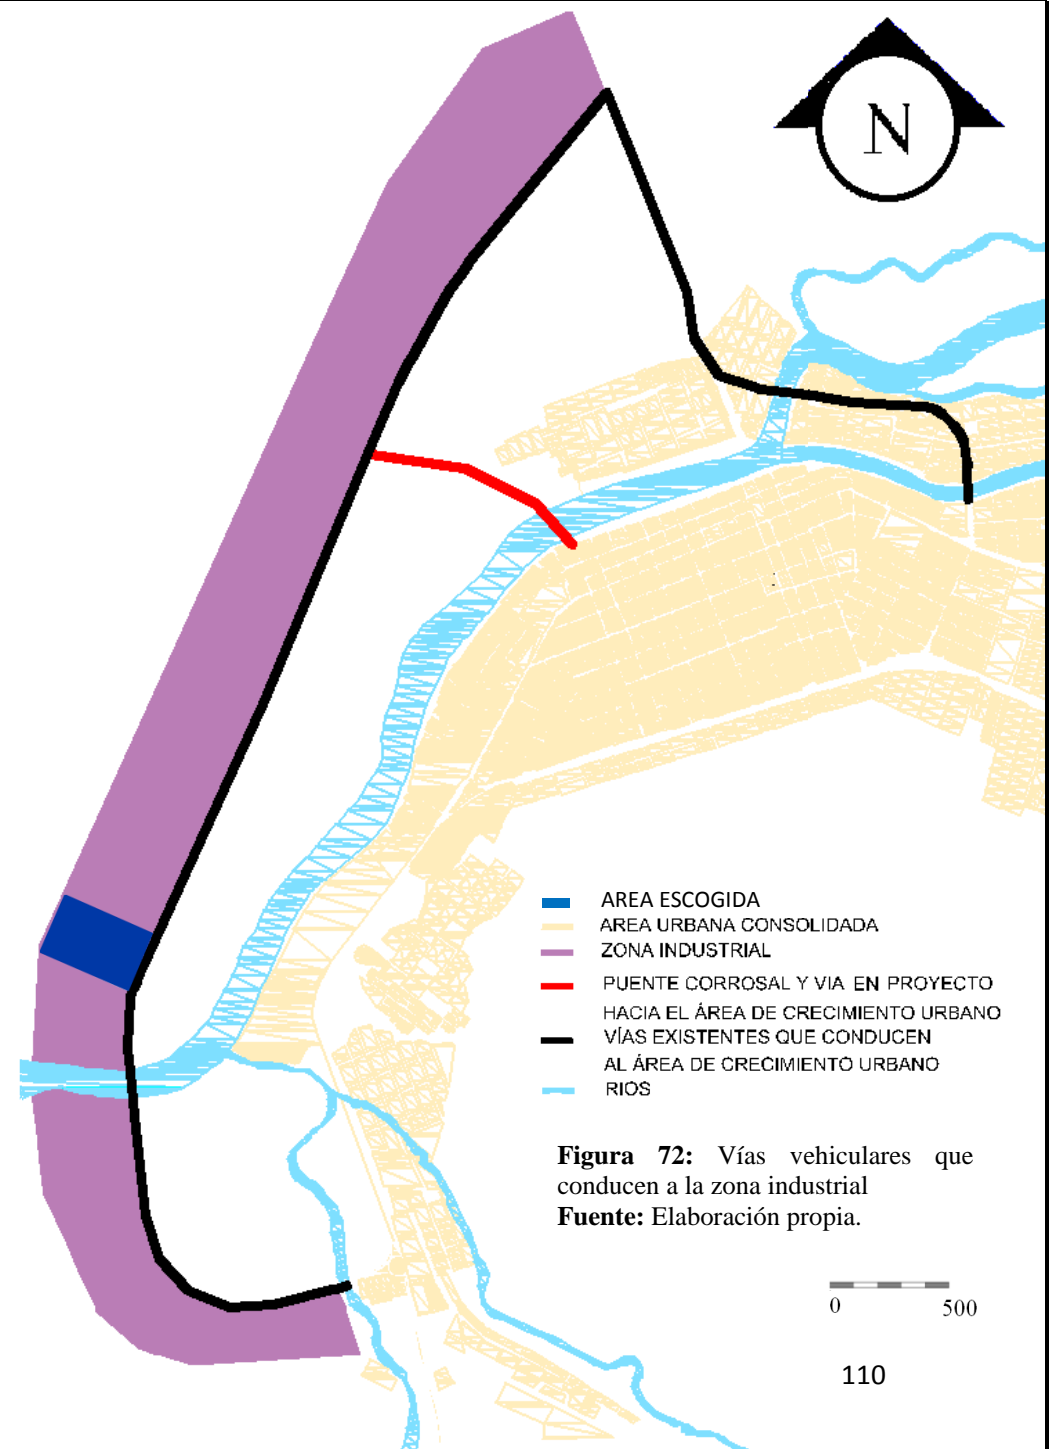 N
AREA ESCOGIDA
AREA URBANA CONSOLIDADA
ZONA INDUSTRIAL
PUENTE CORROSAL Y VIA EN PROYECTO
HACIA EL ÁREA DE CRECIMIENTO URBANO
VÍAS EXISTENTES QUE CONDUCEN
AL ÁREA DE CRECIMIENTO URBANO
RIOS
Figura 72: Vías vehiculares que
conducen a la zona industrial
Fuente: Elaboración propia.
0 500
110